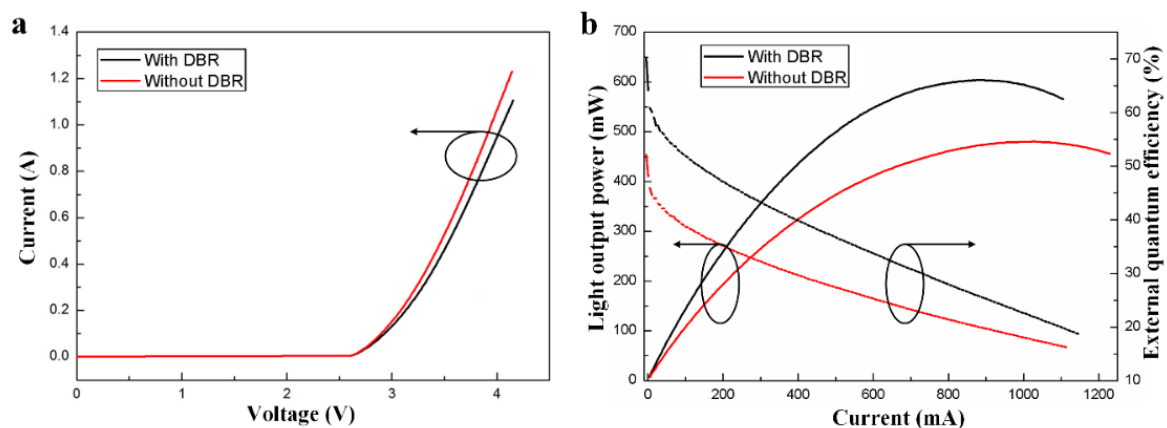 a
1.4
1.2
1.0
0.8
0.6
0.4
0.2
0.0
Current (A)
With DBR
Without DBR
0 1 2 3 4
Voltage (V)
b
700
600
500
400
300
200
100
0
Light output power (mW)
With DBR
Without DBR
70
60
50
40
30
20
10
External quantum efficiency (%)
0 200 400 600 800 1000 1200
Current (mA)